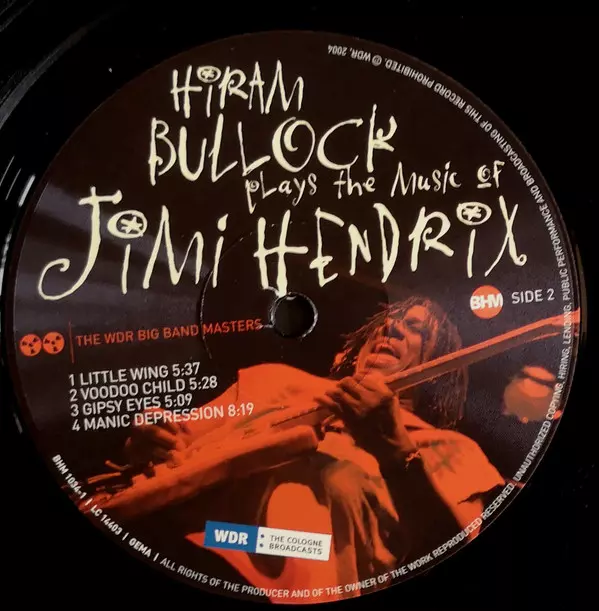 HiRAM
BULLOCK
PLAYS the Music OF
JiMi HENDRiX
BHM SIDE 2
THE WDR BIG BAND MASTERS
1 LITTLE WING 5:37
2 VOODOO CHILD 5:28
3 GIPSY EYES 5:09
4 MANIC DEPRESSION 8:19
WDR THE COLOGNE
BROADCASTS
BHM 1034-1 | LC 14603 | GEMA | ALL RIGHTS OF THE PRODUCER AND OF THE OWNER OF THE WORK REPRODUCED RESERVED. UNAUTHORIZED COPYING, HIRING, LENDING, PUBLIC PERFORMANCE AND BROADCASTING OF THIS RECORD PROHIBITED. ℗ WDR, 2004